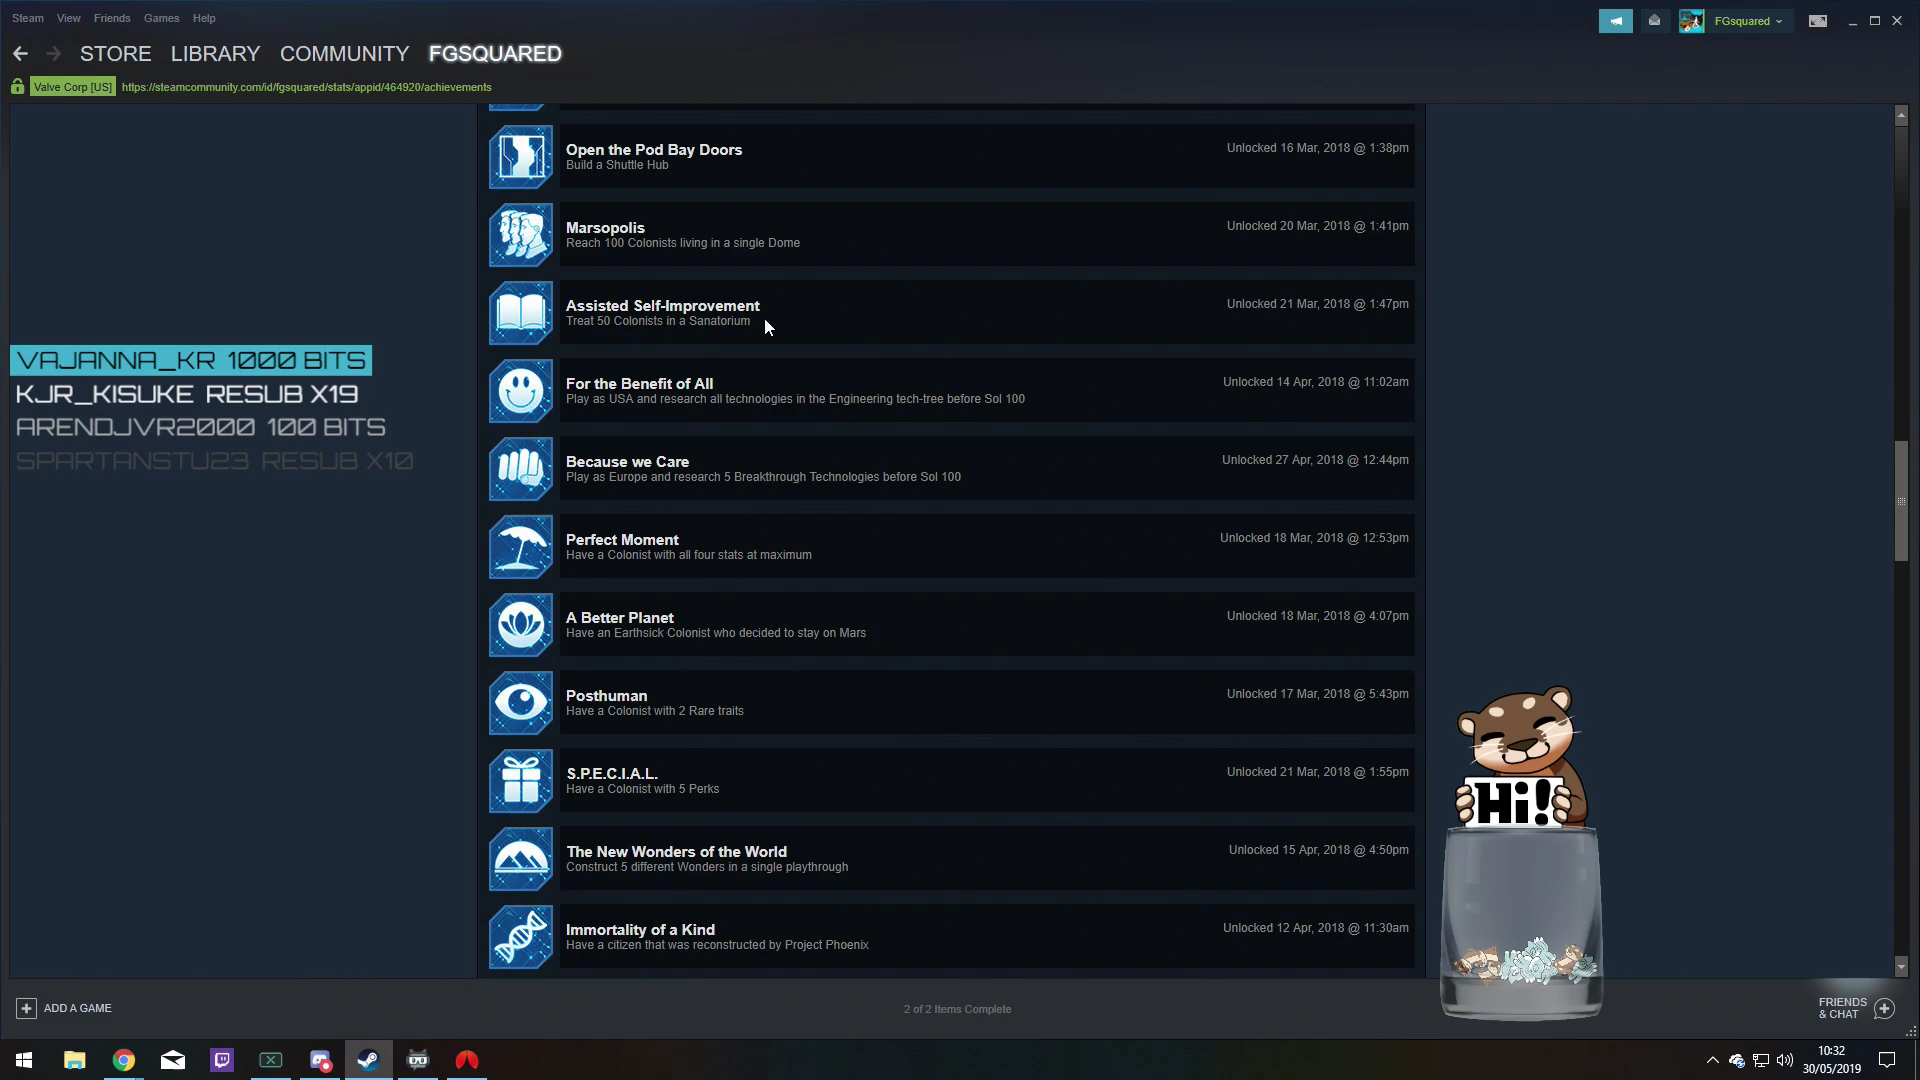 Steam View Friends Games Help
FGsquared
STORE LIBRARY COMMUNITY FGSQUARED
Valve Corp [US] https://steamcommunity.com/id/fgsquared/stats/appid/464920/achievements
Open the Pod Bay Doors
Build a Shuttle Hub
Unlocked 16 Mar, 2018 @ 1:38pm
Marsopolis
Reach 100 Colonists living in a single Dome
Unlocked 20 Mar, 2018 @ 1:41pm
Assisted Self-Improvement
Treat 50 Colonists in a Sanatorium
Unlocked 21 Mar, 2018 @ 1:47pm
VAJANNA_KR 1000 BITS
KJR_KISUKE RESUB X19
ARENDJVR2000 100 BITS
SPARTANSTU23 RESUB X10
For the Benefit of All
Play as USA and research all technologies in the Engineering tech-tree before Sol 100
Unlocked 14 Apr, 2018 @ 11:02am
Because we Care
Play as Europe and research 5 Breakthrough Technologies before Sol 100
Unlocked 27 Apr, 2018 @ 12:44pm
Perfect Moment
Have a Colonist with all four stats at maximum
Unlocked 18 Mar, 2018 @ 12:53pm
A Better Planet
Have an Earthsick Colonist who decided to stay on Mars
Unlocked 18 Mar, 2018 @ 4:07pm
Posthuman
Have a Colonist with 2 Rare traits
Unlocked 17 Mar, 2018 @ 5:43pm
S.P.E.C.I.A.L.
Have a Colonist with 5 Perks
Unlocked 21 Mar, 2018 @ 1:55pm
Hi!
The New Wonders of the World
Construct 5 different Wonders in a single playthrough
Unlocked 15 Apr, 2018 @ 4:50pm
Immortality of a Kind
Have a citizen that was reconstructed by Project Phoenix
Unlocked 12 Apr, 2018 @ 11:30am
ADD A GAME
2 of 2 Items Complete
FRIENDS
& CHAT
10:32
30/05/2019